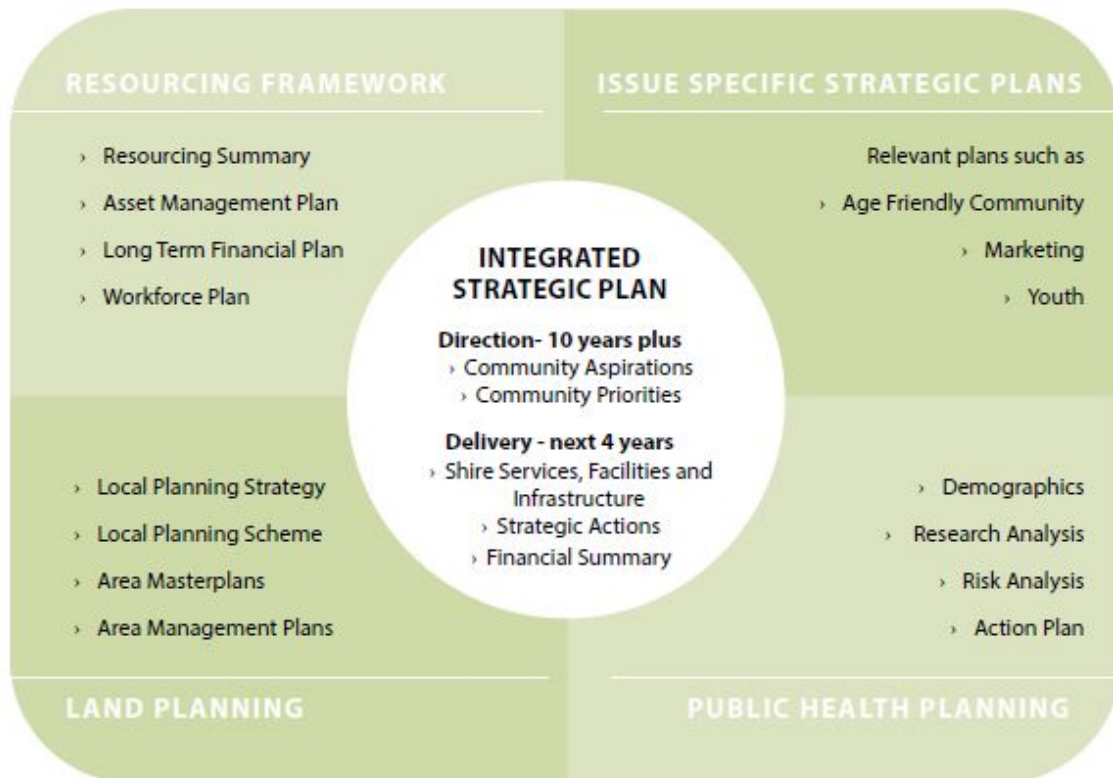 RESOURCING FRAMEWORK
› Resourcing Summary
› Asset Management Plan
› Long Term Financial Plan
› Workforce Plan
ISSUE SPECIFIC STRATEGIC PLANS
Relevant plans such as
› Age Friendly Community
› Marketing
› Youth
INTEGRATED
STRATEGIC PLAN
Direction- 10 years plus
› Community Aspirations
› Community Priorities
Delivery - next 4 years
› Shire Services, Facilities and
Infrastructure
› Strategic Actions
› Financial Summary
› Local Planning Strategy
› Local Planning Scheme
› Area Masterplans
› Area Management Plans
LAND PLANNING
› Demographics
› Research Analysis
› Risk Analysis
› Action Plan
PUBLIC HEALTH PLANNING